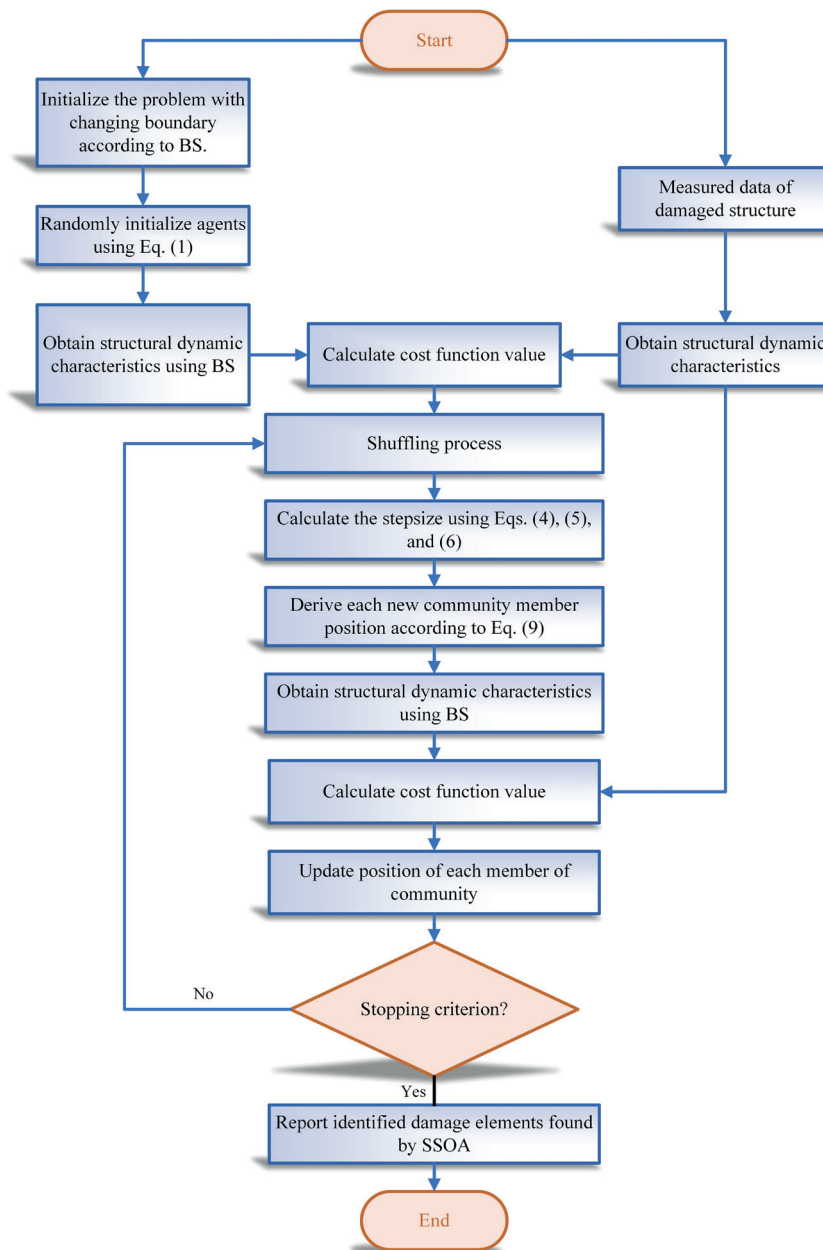 Start
Initialize the problem with
changing boundary
according to BS.
Measured data of
damaged structure
Randomly initialize agents
using Eq. (1)
Obtain structural dynamic
characteristics using BS
Calculate cost function value
Obtain structural dynamic
characteristics
Shuffling process
Calculate the stepsize using Eqs. (4), (5),
and (6)
Derive each new community member
position according to Eq. (9)
Obtain structural dynamic characteristics
using BS
Calculate cost function value
Update position of each member of
community
Stopping criterion?
No
Yes
Report identified damage elements found
by SSOA
End